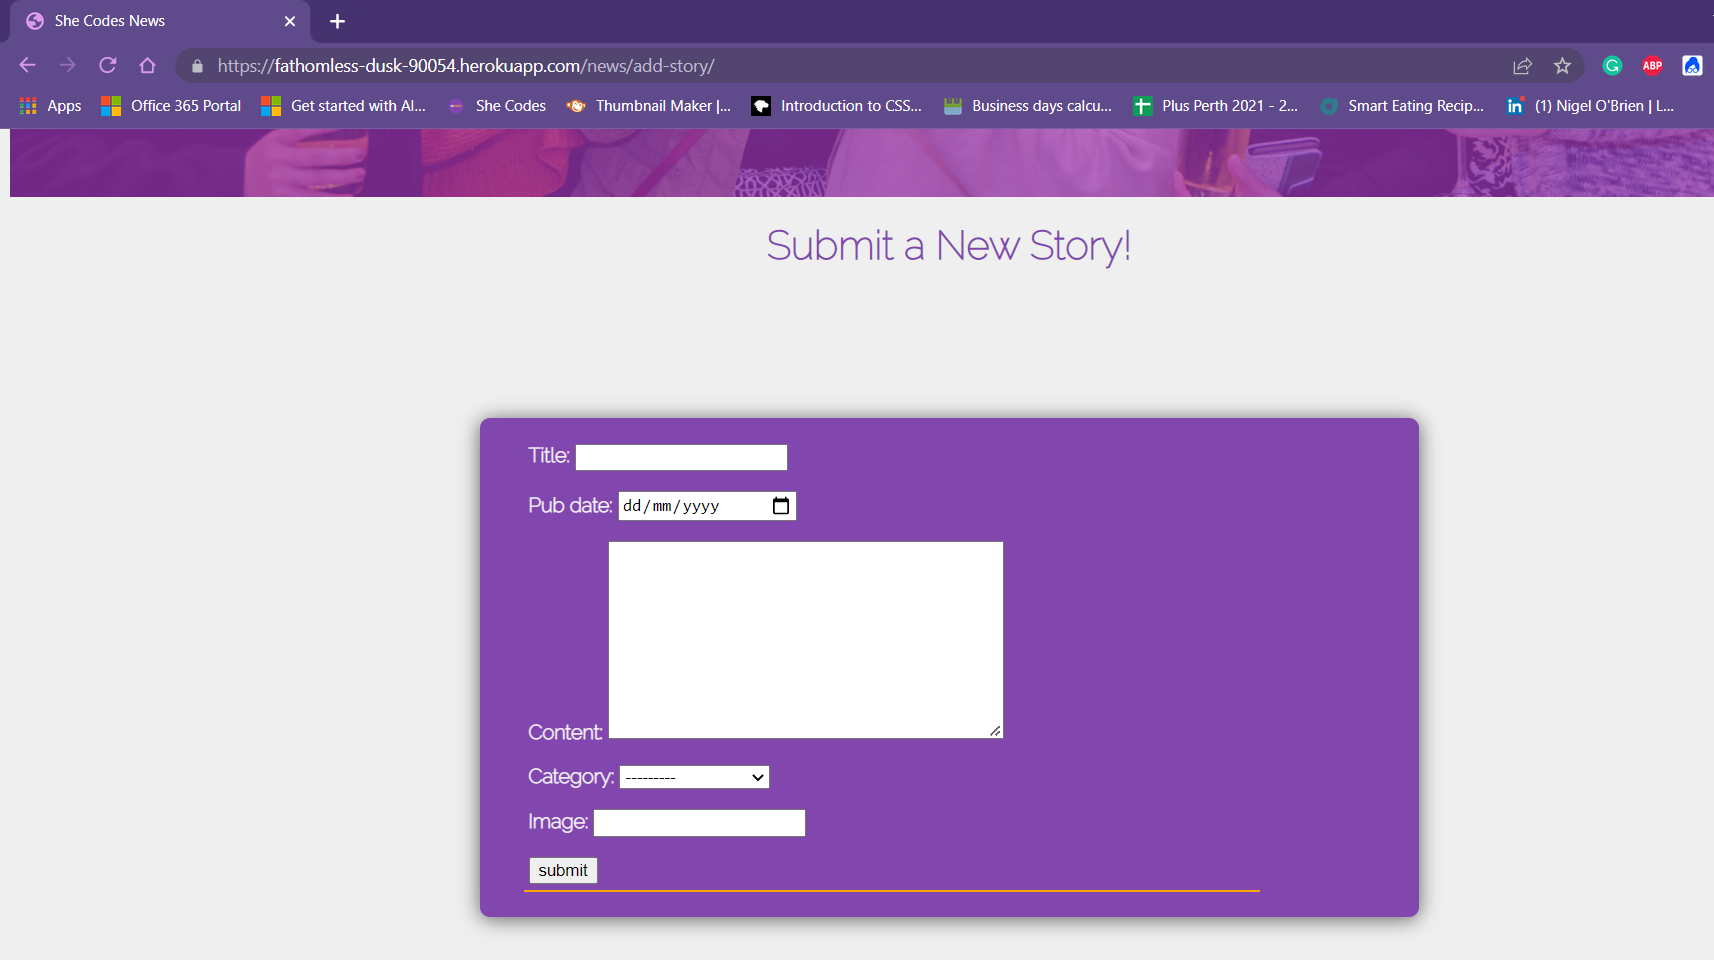 She Codes News
https://fathomless-dusk-90054.herokuapp.com/news/add-story/
ABP
Apps Office 365 Portal Get started with Al... She Codes Thumbnail Maker |... Introduction to CSS... Business days calcu... Plus Perth 2021 - 2... Smart Eating Recip... in (1) Nigel O'Brien | L...
Submit a New Story!
Title:
Pub date: dd/mm/yyyy
Content:
Category: ---------
Image:
submit